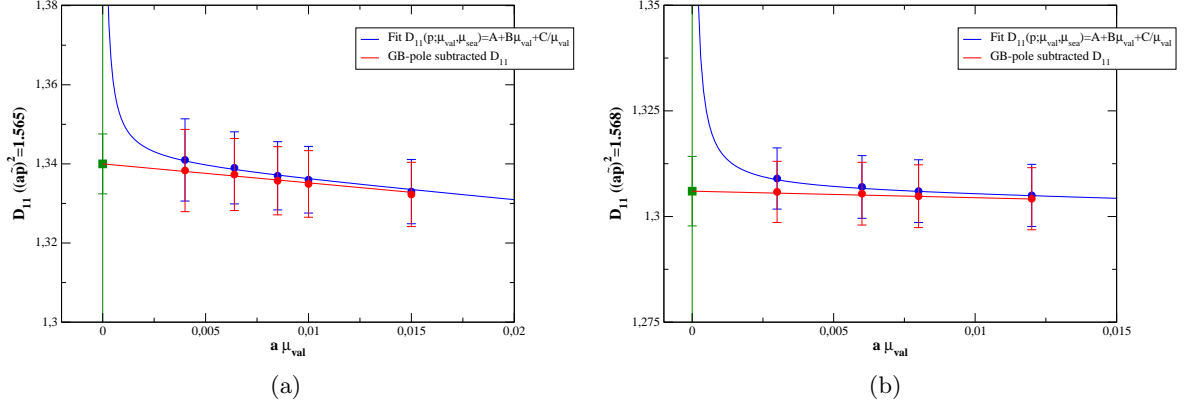 1,38
1,36
1,34
1,32
1,3
D11 ((ap̃)²=1.565)
0
0,005
0,01
0,015
0,02
a μval
Fit D11(p;μval,μsea)=A+Bμval+C/μval
GB-pole subtracted D11
(a)
1,35
1,325
1,3
1,275
D11 ((ap̃)²=1.568)
0
0,005
0,01
0,015
a μval
Fit D11(p;μval,μsea)=A+Bμval+C/μval
GB-pole subtracted D11
(b)